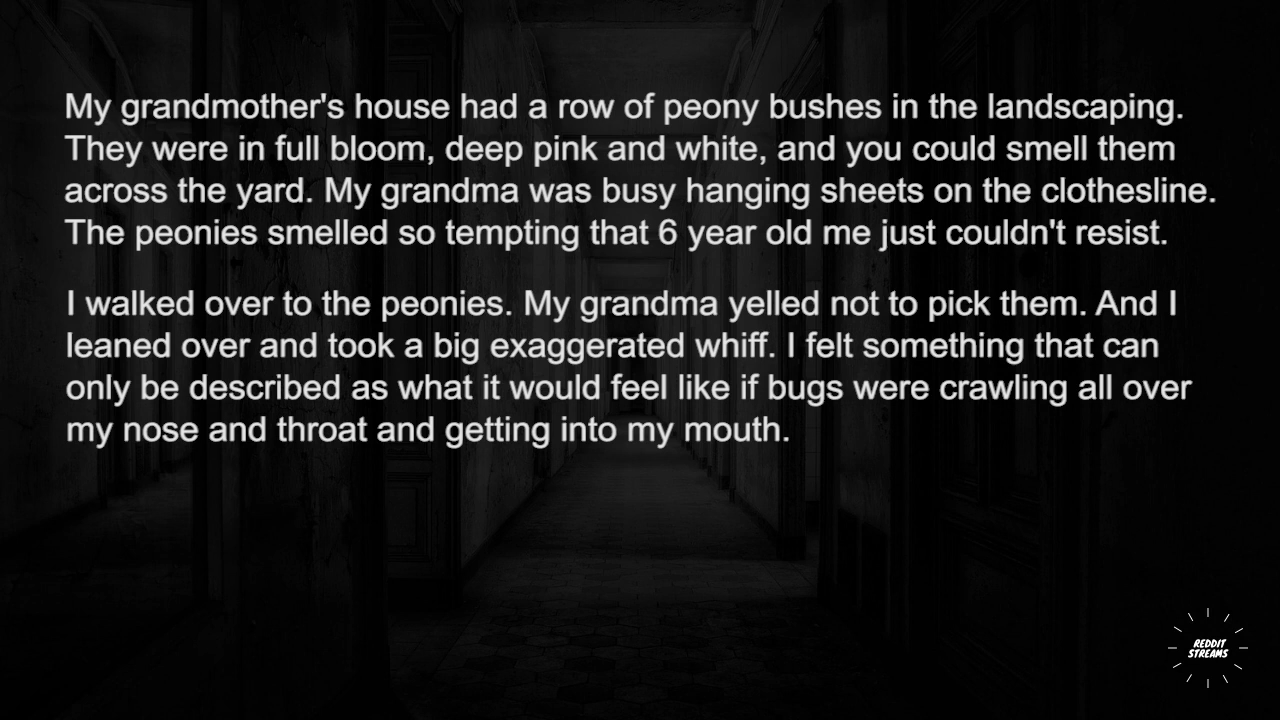 My grandmother's house had a row of peony bushes in the landscaping.
They were in full bloom, deep pink and white, and you could smell them
across the yard. My grandma was busy hanging sheets on the clothesline.
The peonies smelled so tempting that 6 year old me just couldn't resist.
I walked over to the peonies. My grandma yelled not to pick them. And I
leaned over and took a big exaggerated whiff. I felt something that can
only be described as what it would feel like if bugs were crawling all over
my nose and throat and getting into my mouth.
REDDIT
STREAMS